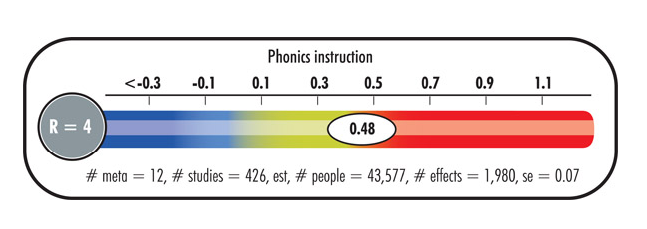 Phonics instruction
<-0.3 -0.1 0.1 0.3 0.5 0.7 0.9 1.1
R = 4
0.48
# meta = 12, # studies = 426, est, # people = 43,577, # effects = 1,980, se = 0.07